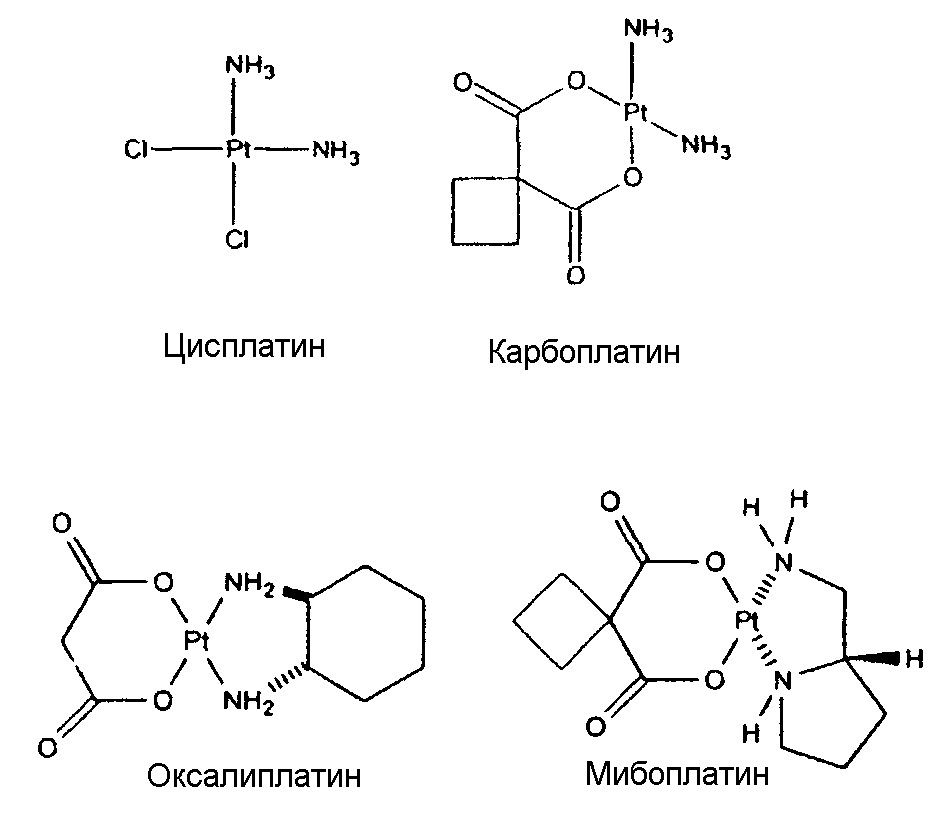 NH3
Cl Pt NH3
Cl
Цисплатин
NH3
O O Pt
NH3
O
O
Карбоплатин
O
O NH2
Pt
O NH2
O
Оксалиплатин
O H H
O N
Pt
O N H
O H
Мибоплатин